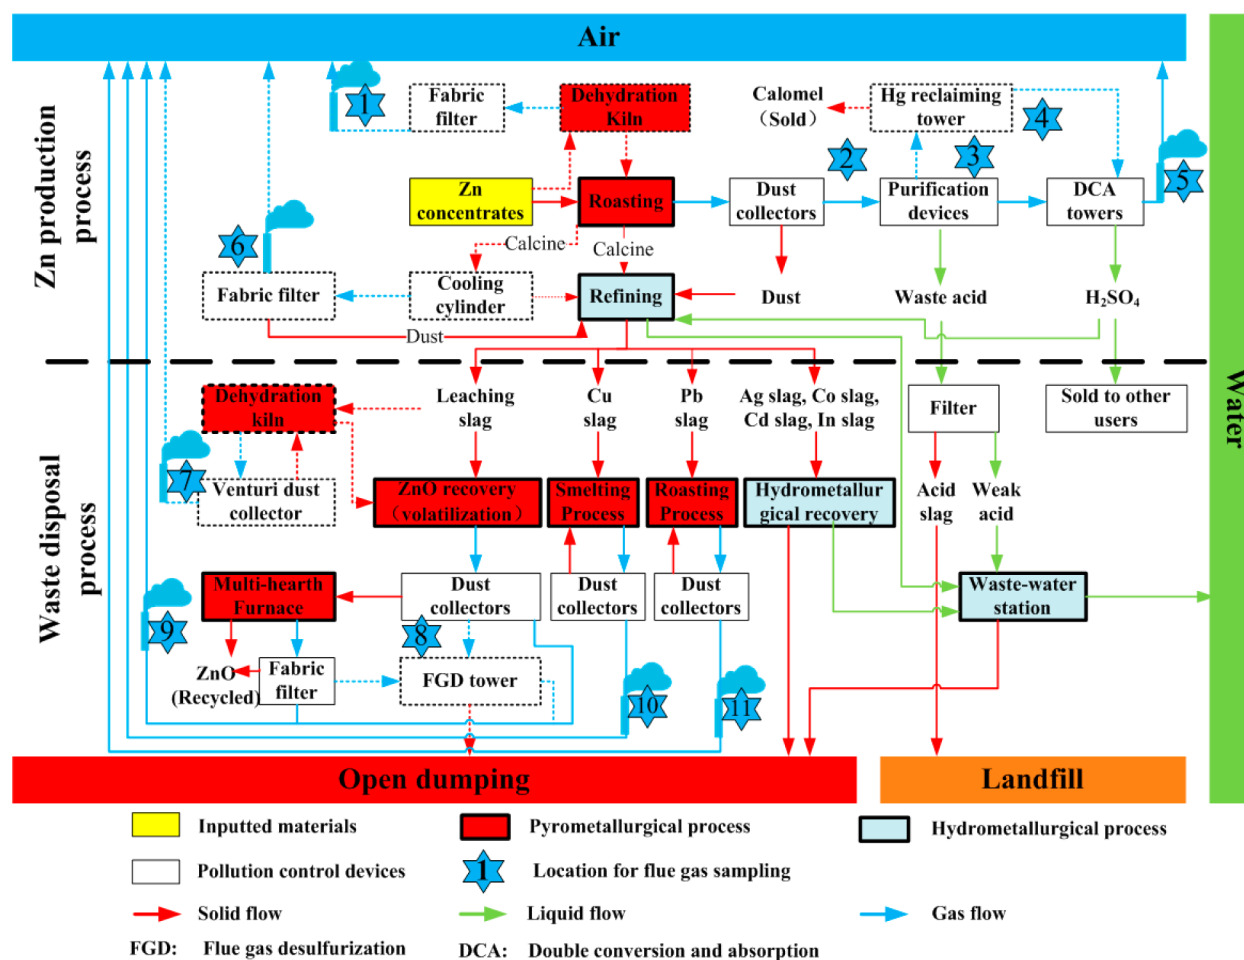 Air
Zn production
process
1
Fabric
filter
Dehydration
Kiln
Calomel
(Sold)
Hg reclaiming
tower
4
2
3
5
Zn
concentrates
Roasting
Dust
collectors
Purification
devices
DCA
towers
Calcine
Calcine
6
Fabric filter
Cooling
cylinder
Refining
Dust
Waste acid
H₂SO₄
Dust
Water
Waste disposal
process
Dehydration
kiln
Leaching
slag
Cu
slag
Pb
slag
Ag slag, Co slag,
Cd slag, In slag
Filter
Sold to other
users
7
Venturi dust
collector
ZnO recovery
(volatilization)
Smelting
Process
Roasting
Process
Hydrometallur
gical recovery
Acid
slag
Weak
acid
Multi-hearth
Furnace
Dust
collectors
Dust
collectors
Dust
collectors
Waste-water
station
9
8
ZnO
(Recycled)
Fabric
filter
FGD tower
10
11
Open dumping
Landfill
Inputted materials
Pyrometallurgical process
Hydrometallurgical process
Pollution control devices
1
Location for flue gas sampling
Solid flow
Liquid flow
Gas flow
FGD: Flue gas desulfurization
DCA: Double conversion and absorption